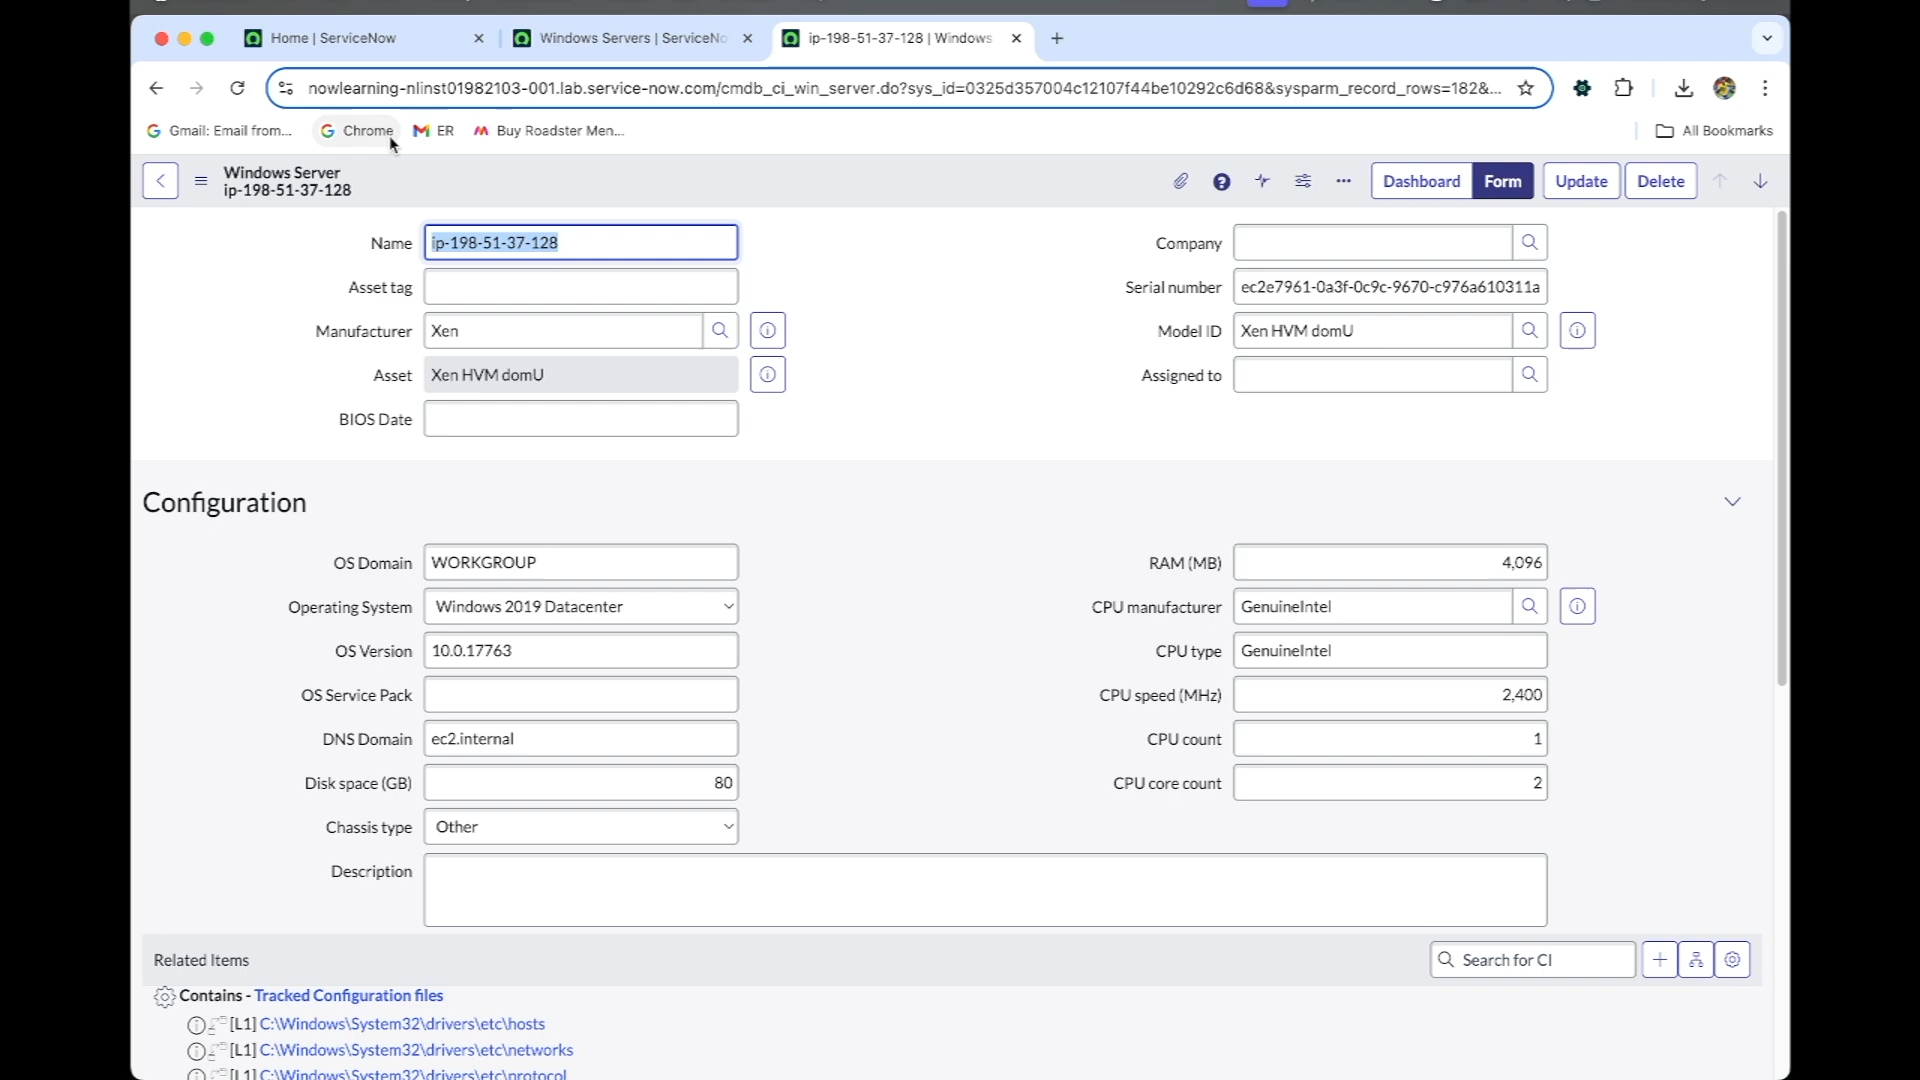 Home | ServiceNow
Windows Servers | ServiceNo
ip-198-51-37-128 | Windows
nowlearning-nlinst01982103-001.lab.service-now.com/cmdb_ci_win_server.do?sys_id=0325d357004c12107f44be10292c6d68&sysparm_record_rows=182&...
Gmail: Email from...
Chrome
ER
Buy Roadster Men...
All Bookmarks
Windows Server
ip-198-51-37-128
Dashboard
Form
Update
Delete
Name ip-198-51-37-128
Company
Asset tag
Serial number ec2e7961-0a3f-0c9c-9670-c976a610311a
Manufacturer Xen
Model ID Xen HVM domU
Asset Xen HVM domU
Assigned to
BIOS Date
Configuration
OS Domain WORKGROUP
RAM (MB) 4,096
Operating System Windows 2019 Datacenter
CPU manufacturer GenuineIntel
OS Version 10.0.17763
CPU type GenuineIntel
OS Service Pack
CPU speed (MHz) 2,400
DNS Domain ec2.internal
CPU count 1
Disk space (GB) 80
CPU core count 2
Chassis type Other
Description
Related Items
Search for CI
Contains - Tracked Configuration files
[L1] C:\Windows\System32\drivers\etc\hosts
[L1] C:\Windows\System32\drivers\etc\networks
[L1] C:\Windows\System32\drivers\etc\protocol